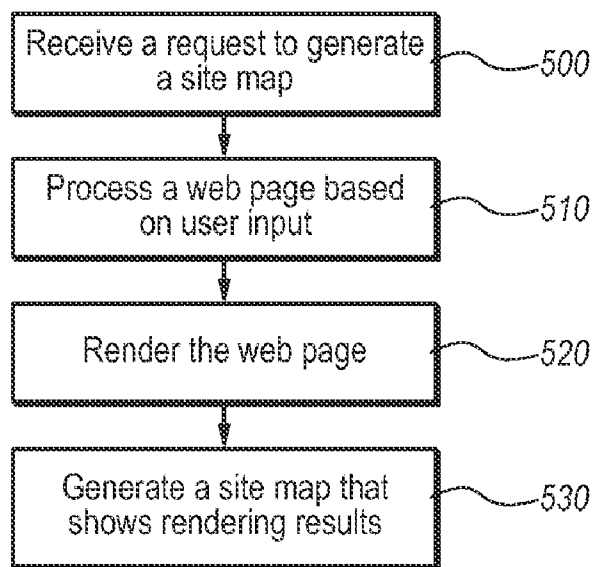 Receive a request to generate
a site map
500
Process a web page based
on user input
510
Render the web page
520
Generate a site map that
shows rendering results
530